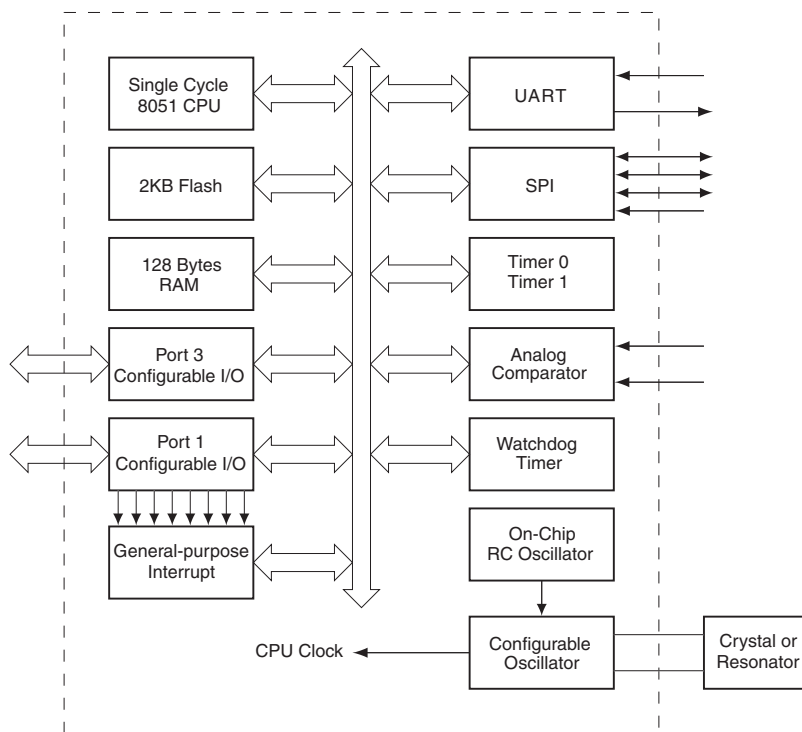 Single Cycle
8051 CPU
UART
2KB Flash
SPI
128 Bytes
RAM
Timer 0
Timer 1
Port 3
Configurable I/O
Analog
Comparator
Port 1
Configurable I/O
Watchdog
Timer
General-purpose
Interrupt
On-Chip
RC Oscillator
CPU Clock
Configurable
Oscillator
Crystal or
Resonator